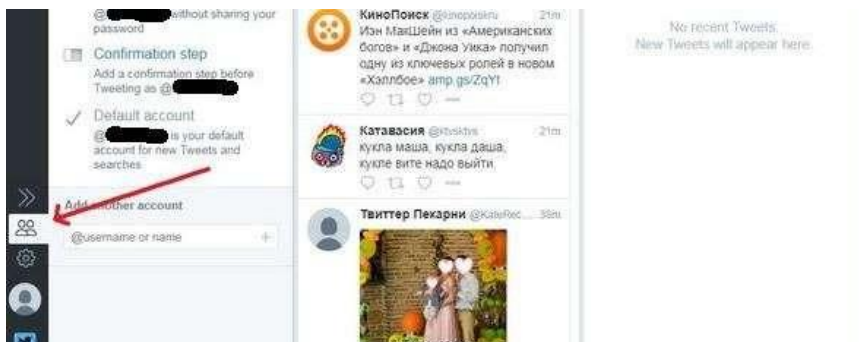 @ without sharing your
password
Confirmation step
Add a confirmation step before
Tweeting as @
Default account
@ is your default
account for new Tweets and
searches
Add another account
@username or name
КиноПоиск @kinopoiskru 21m
Иэн МакШейн из «Американских
богов» и «Джона Уика» получил
одну из ключевых ролей в новом
«Хэллбое» amp.gs/ZqYt
Катавасия 21m
кукла маша, кукла даша,
кукле вите надо выйти
Твиттер Пекарни @KateRec... 38m
No recent Tweets.
New Tweets will appear here.